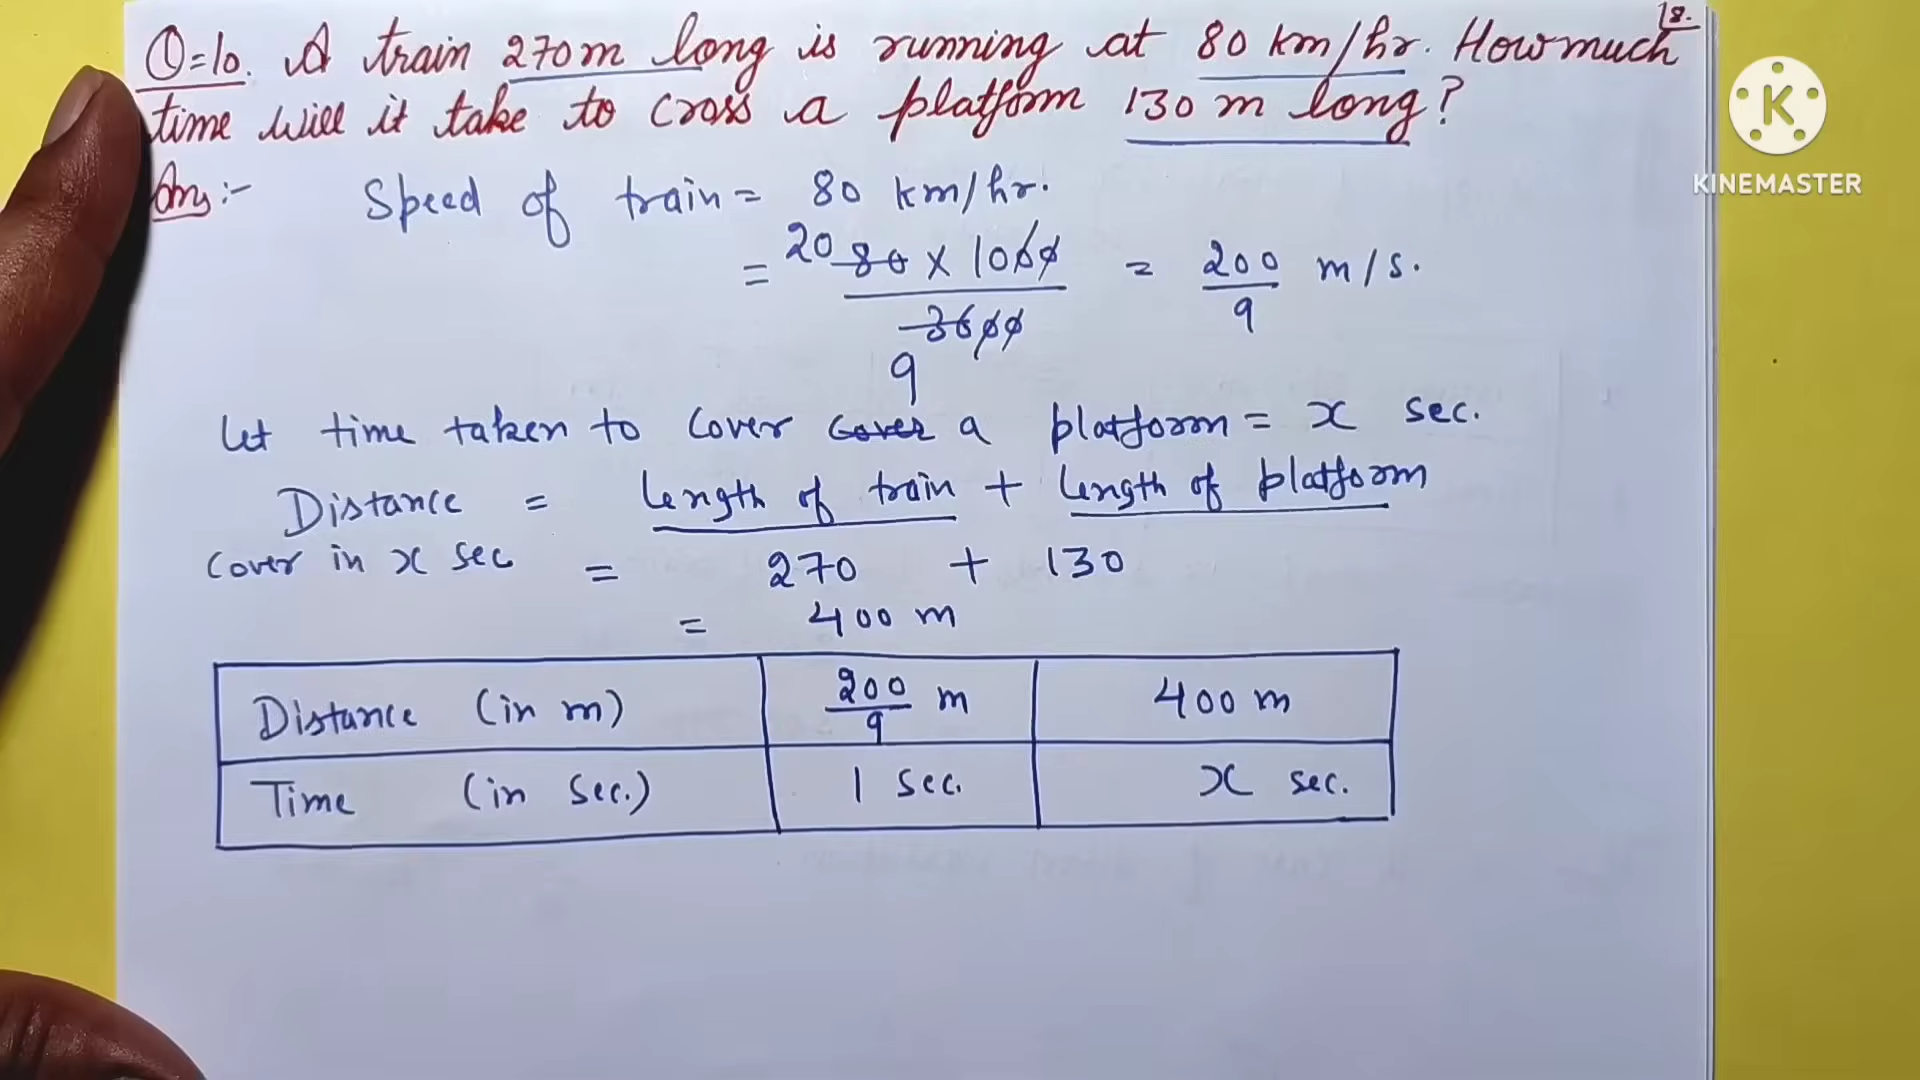 18.
Q=10. A train 270m long is running at 80 km/hr. How much
time will it take to cross a platform 130 m long?
Ans:- Speed of train = 80 km/hr.
= 20 80 x 1000 / 3600 9 = 200/9 m/s.
Let time taken to cover cover a platform = x sec.
Distance = length of train + length of platform
cover in x sec = 270 + 130
= 400 m
Distance (in m) 200/9 m 400 m
Time (in sec.) 1 sec. x sec.
K
KINEMASTER